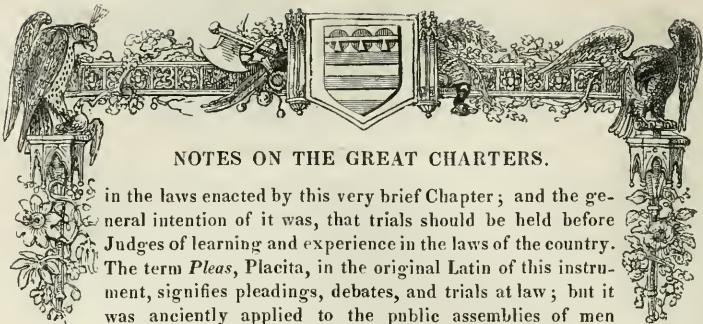 NOTES ON THE GREAT CHARTERS.
in the laws enacted by this very brief Chapter; and the ge-
neral intention of it was, that trials should be held before
Judges of learning and experience in the laws of the country.
The term Pleas, Placita, in the original Latin of this instru-
ment, signifies pleadings, debates, and trials at law; but it
was anciently applied to the public assemblies of men